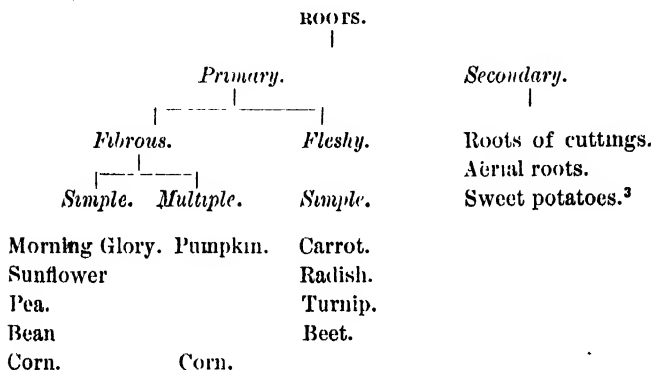 ROOTS.
Primary. Secondary.
Fibrous. Fleshy. Roots of cuttings.
Aërial roots.
Simple. Multiple. Simple. Sweet potatoes.³
Morning Glory. Pumpkin. Carrot.
Sunflower Radish.
Pea. Turnip.
Bean Beet.
Corn. Corn.